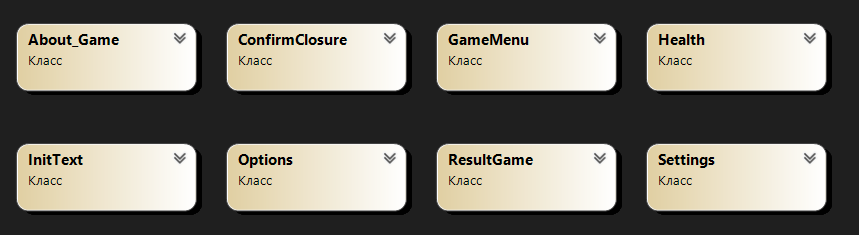 About_Game
Класс
ConfirmClosure
Класс
GameMenu
Класс
Health
Класс
InitText
Класс
Options
Класс
ResultGame
Класс
Settings
Класс